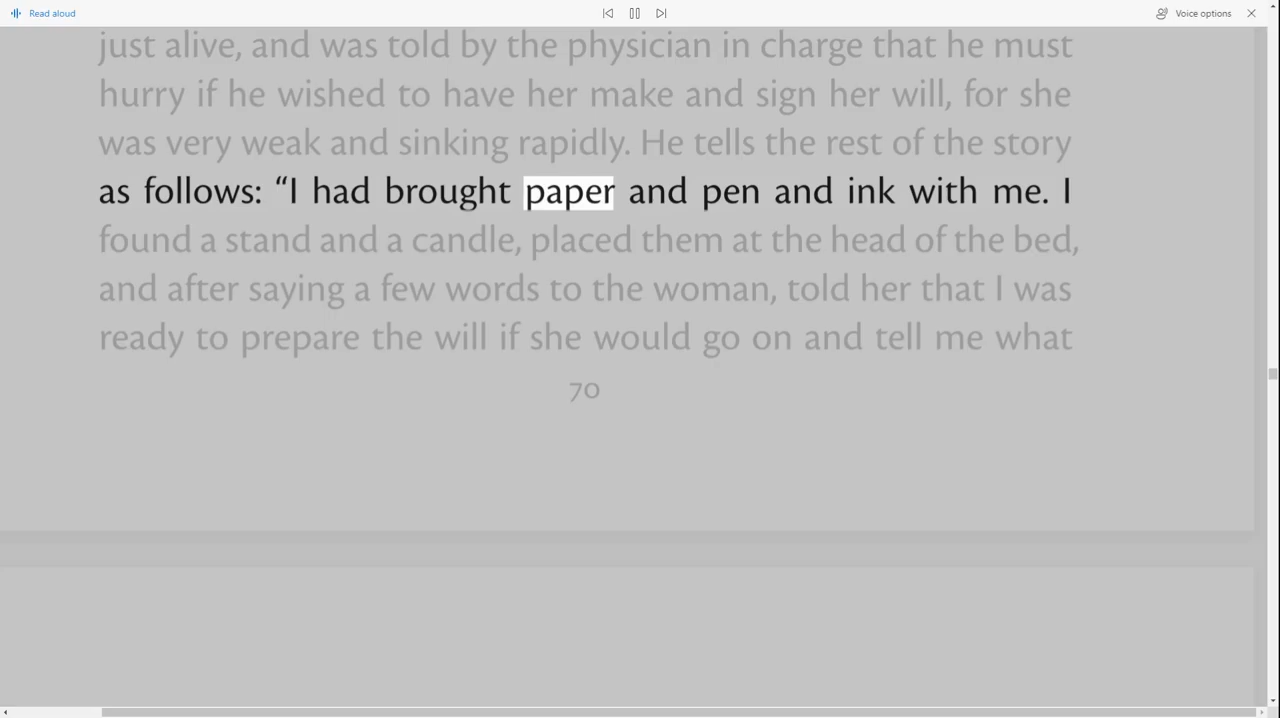 Read aloud
Voice options
just alive, and was told by the physician in charge that he must
hurry if he wished to have her make and sign her will, for she
was very weak and sinking rapidly. He tells the rest of the story
as follows: “I had brought paper and pen and ink with me. I
found a stand and a candle, placed them at the head of the bed,
and after saying a few words to the woman, told her that I was
ready to prepare the will if she would go on and tell me what
70